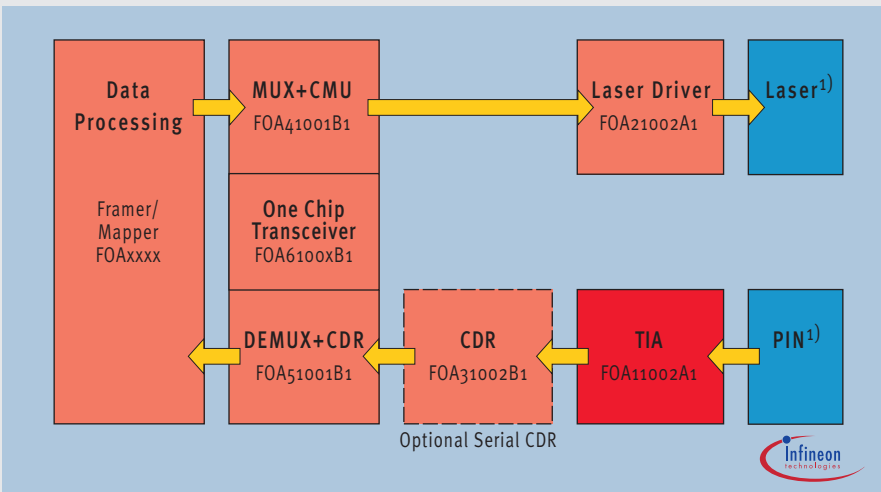 Data
Processing
Framer/
Mapper
FOAxxxx
MUX+CMU
FOA41001B1
One Chip
Transceiver
FOA6100xB1
DEMUX+CDR
FOA51001B1
CDR
FOA31002B1
Optional Serial CDR
Laser Driver
FOA21002A1
Laser1)
TIA
FOA11002A1
PIN1)
Infineon
technologies